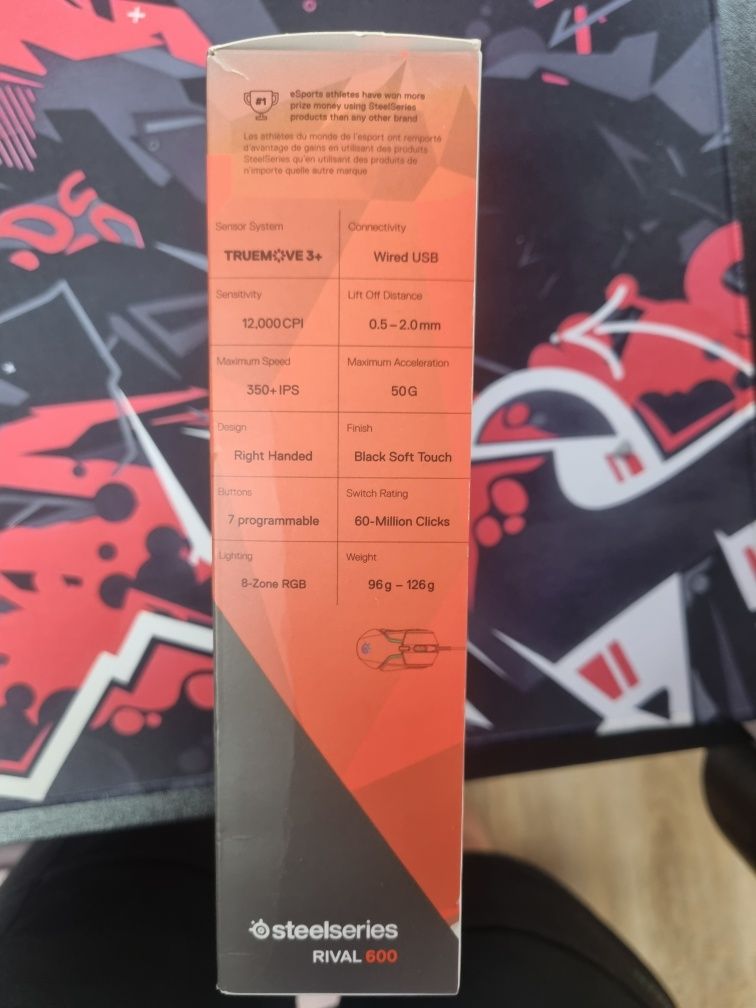 #1
eSports athletes have won more
prize money using SteelSeries
products than any other brand
Les athlètes du monde de l'esport ont remporté
d'avantage de gains en utilisant des produits
SteelSeries qu'en utilisant des produits de
n'importe quelle autre marque
Sensor System
TRUEMOVE 3+
Connectivity
Wired USB
Sensitivity
12,000 CPI
Lift Off Distance
0.5 – 2.0 mm
Maximum Speed
350+ IPS
Maximum Acceleration
50 G
Design
Right Handed
Finish
Black Soft Touch
Buttons
7 programmable
Switch Rating
60-Million Clicks
Lighting
8-Zone RGB
Weight
96 g – 126 g
steelseries
RIVAL 600